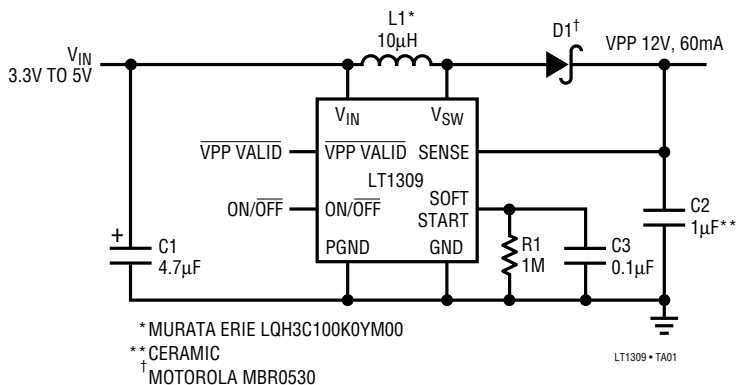 L1*
10µH
D1†
VPP 12V, 60mA
VIN
3.3V TO 5V
VIN
VSW
VPP VALID
VPP VALID
SENSE
LT1309
ON/OFF
ON/OFF
SOFT
START
PGND
GND
+
C1
4.7µF
R1
1M
C3
0.1µF
C2
1µF**
*MURATA ERIE LQH3C100K0YM00
**CERAMIC
†MOTOROLA MBR0530
LT1309 • TA01